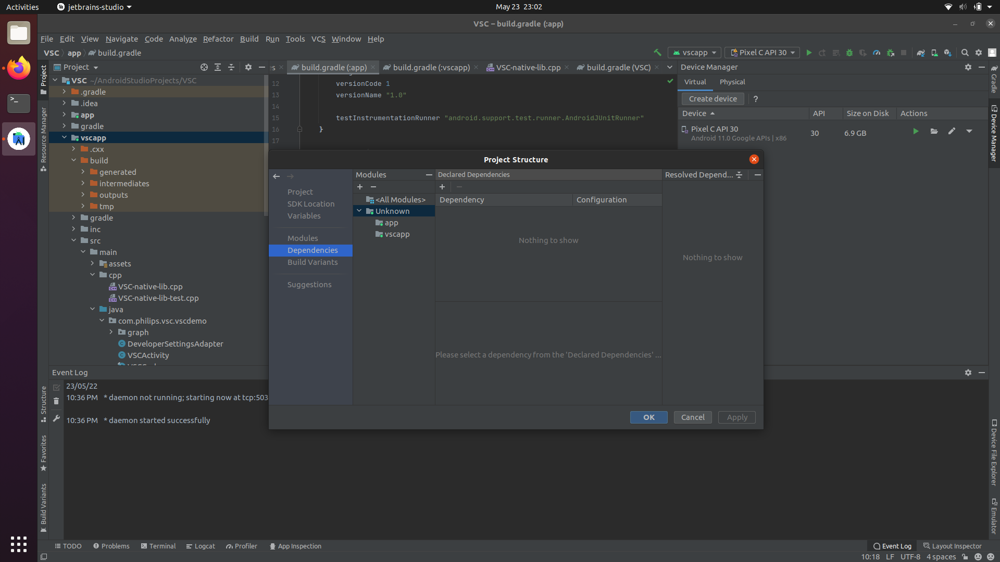 Activities
jetbrains-studio
May 23 23:02
VSC – build.gradle (:app)
File Edit View Navigate Code Analyze Refactor Build Run Tools VCS Window Help
VSC app build.gradle
vscapp
Pixel C API 30
Project
es
build.gradle (:app)
build.gradle (:vscapp)
VSC-native-lib.cpp
build.gradle (VSC)
Device Manager
Virtual Physical
Create device ?
Device API Size on Disk Actions
Pixel C API 30
Android 11.0 Google APIs | x86
30 6.9 GB
VSC ~/AndroidStudioProjects/VSC
.gradle
.idea
app
gradle
vscapp
.cxx
build
generated
intermediates
outputs
tmp
gradle
inc
src
main
assets
cpp
VSC-native-lib.cpp
VSC-native-lib-test.cpp
java
com.philips.vsc.vscdemo
graph
DeveloperSettingsAdapter
VSCActivity
12 versionCode 1
13 versionName "1.0"
14
15 testInstrumentationRunner "android.support.test.runner.AndroidJUnitRunner"
16 }
17
Project Structure
Project
SDK Location
Variables
Modules
Dependencies
Build Variants
Suggestions
Modules
<All Modules>
Unknown
app
vscapp
Declared Dependencies
Dependency Configuration
Nothing to show
Please select a dependency from the 'Declared Dependencies' ...
Resolved Depend...
Nothing to show
OK Cancel Apply
Event Log
23/05/22
10:36 PM * daemon not running; starting now at tcp:503
10:36 PM * daemon started successfully
Project
Resource Manager
Structure
Favorites
Build Variants
Gradle
Device Manager
Device File Explorer
Emulator
TODO Problems Terminal Logcat Profiler App Inspection
Event Log Layout Inspector
10:18 LF UTF-8 4 spaces